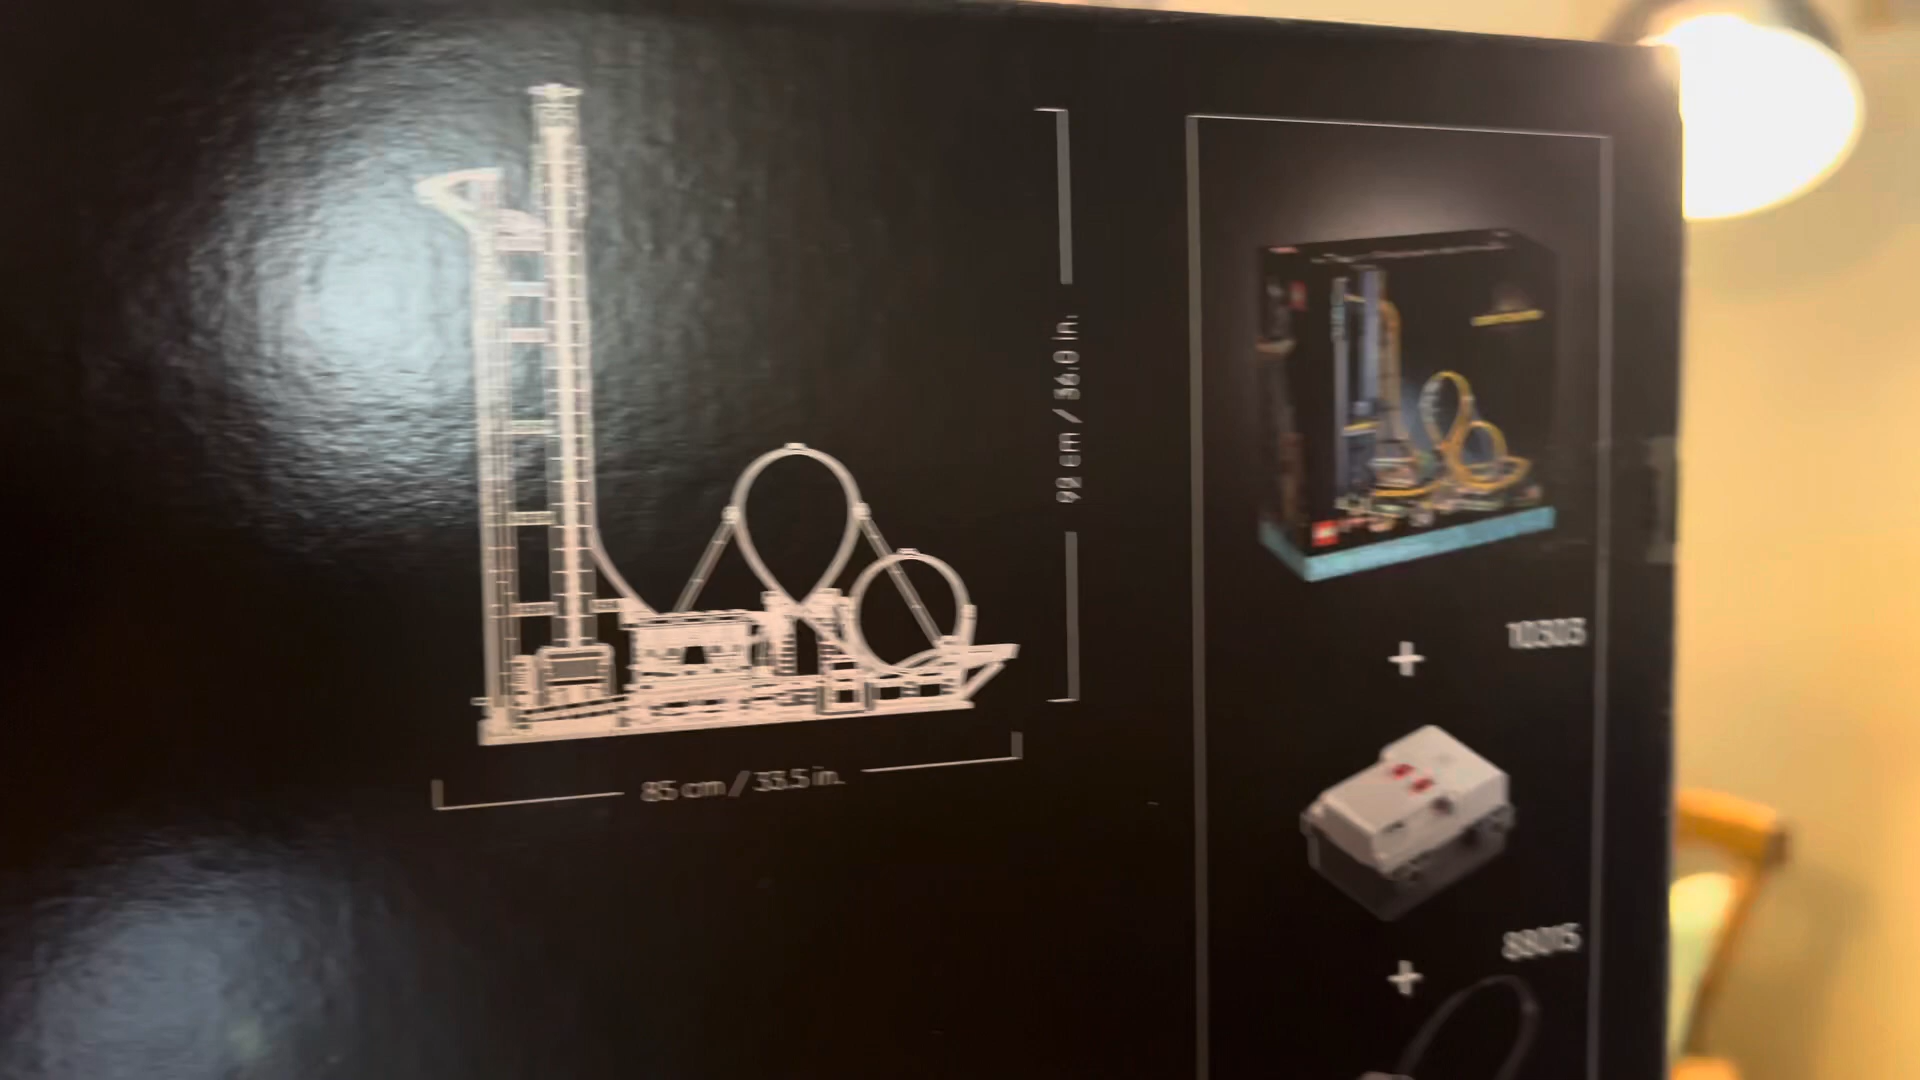 92 cm / 36.0 in.
85 cm / 33.5 in.
10303
+
88015
+